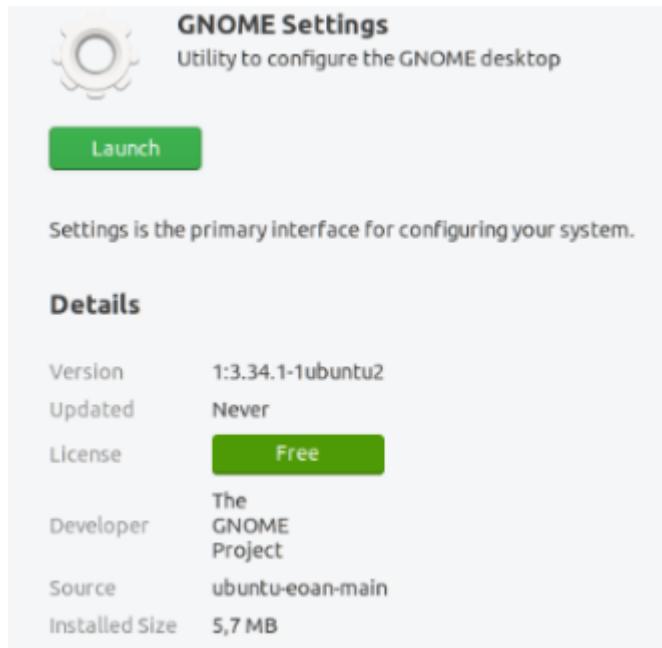 GNOME Settings
Utility to configure the GNOME desktop
Launch
Settings is the primary interface for configuring your system.
Details
Version 1:3.34.1-1ubuntu2
Updated Never
License Free
Developer The
GNOME
Project
Source ubuntu-eoan-main
Installed Size 5,7 MB